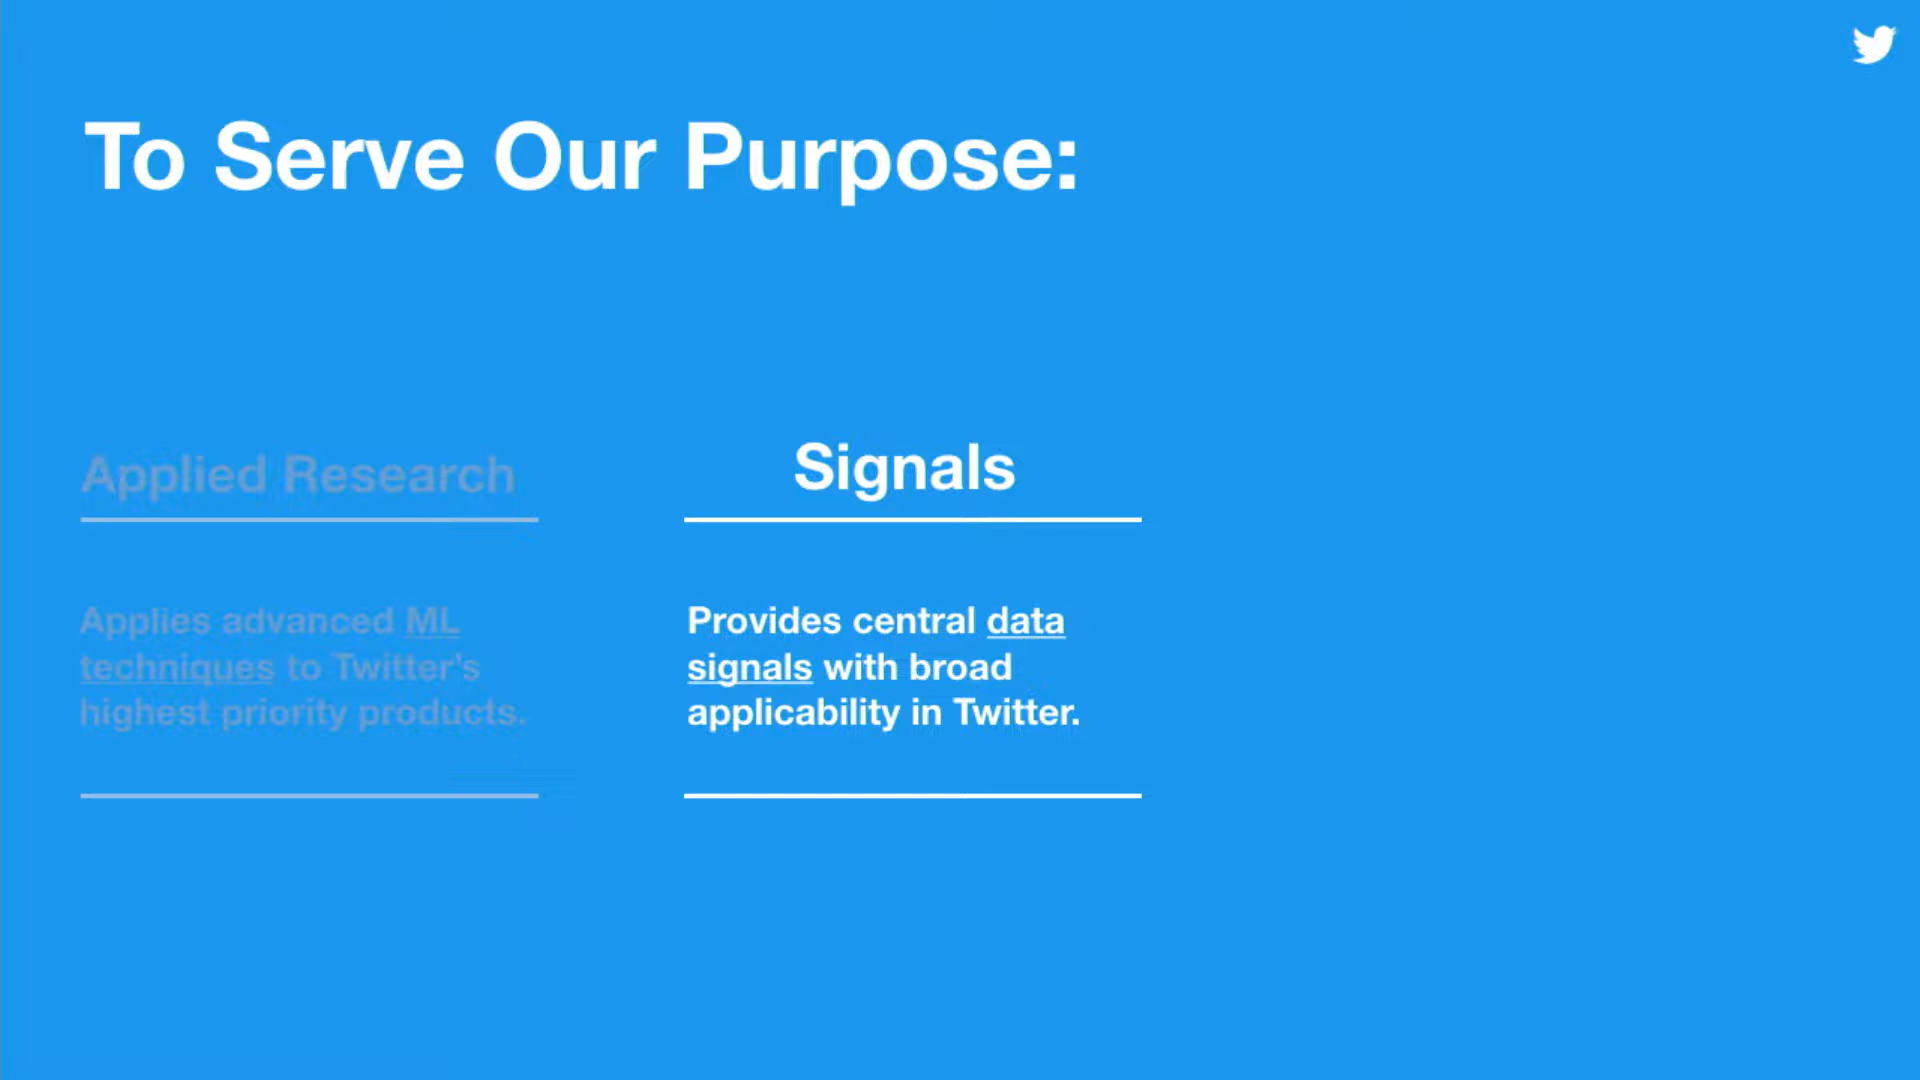 To Serve Our Purpose:
Applied Research
Applies advanced ML
techniques to Twitter's
highest priority products.
Signals
Provides central data
signals with broad
applicability in Twitter.